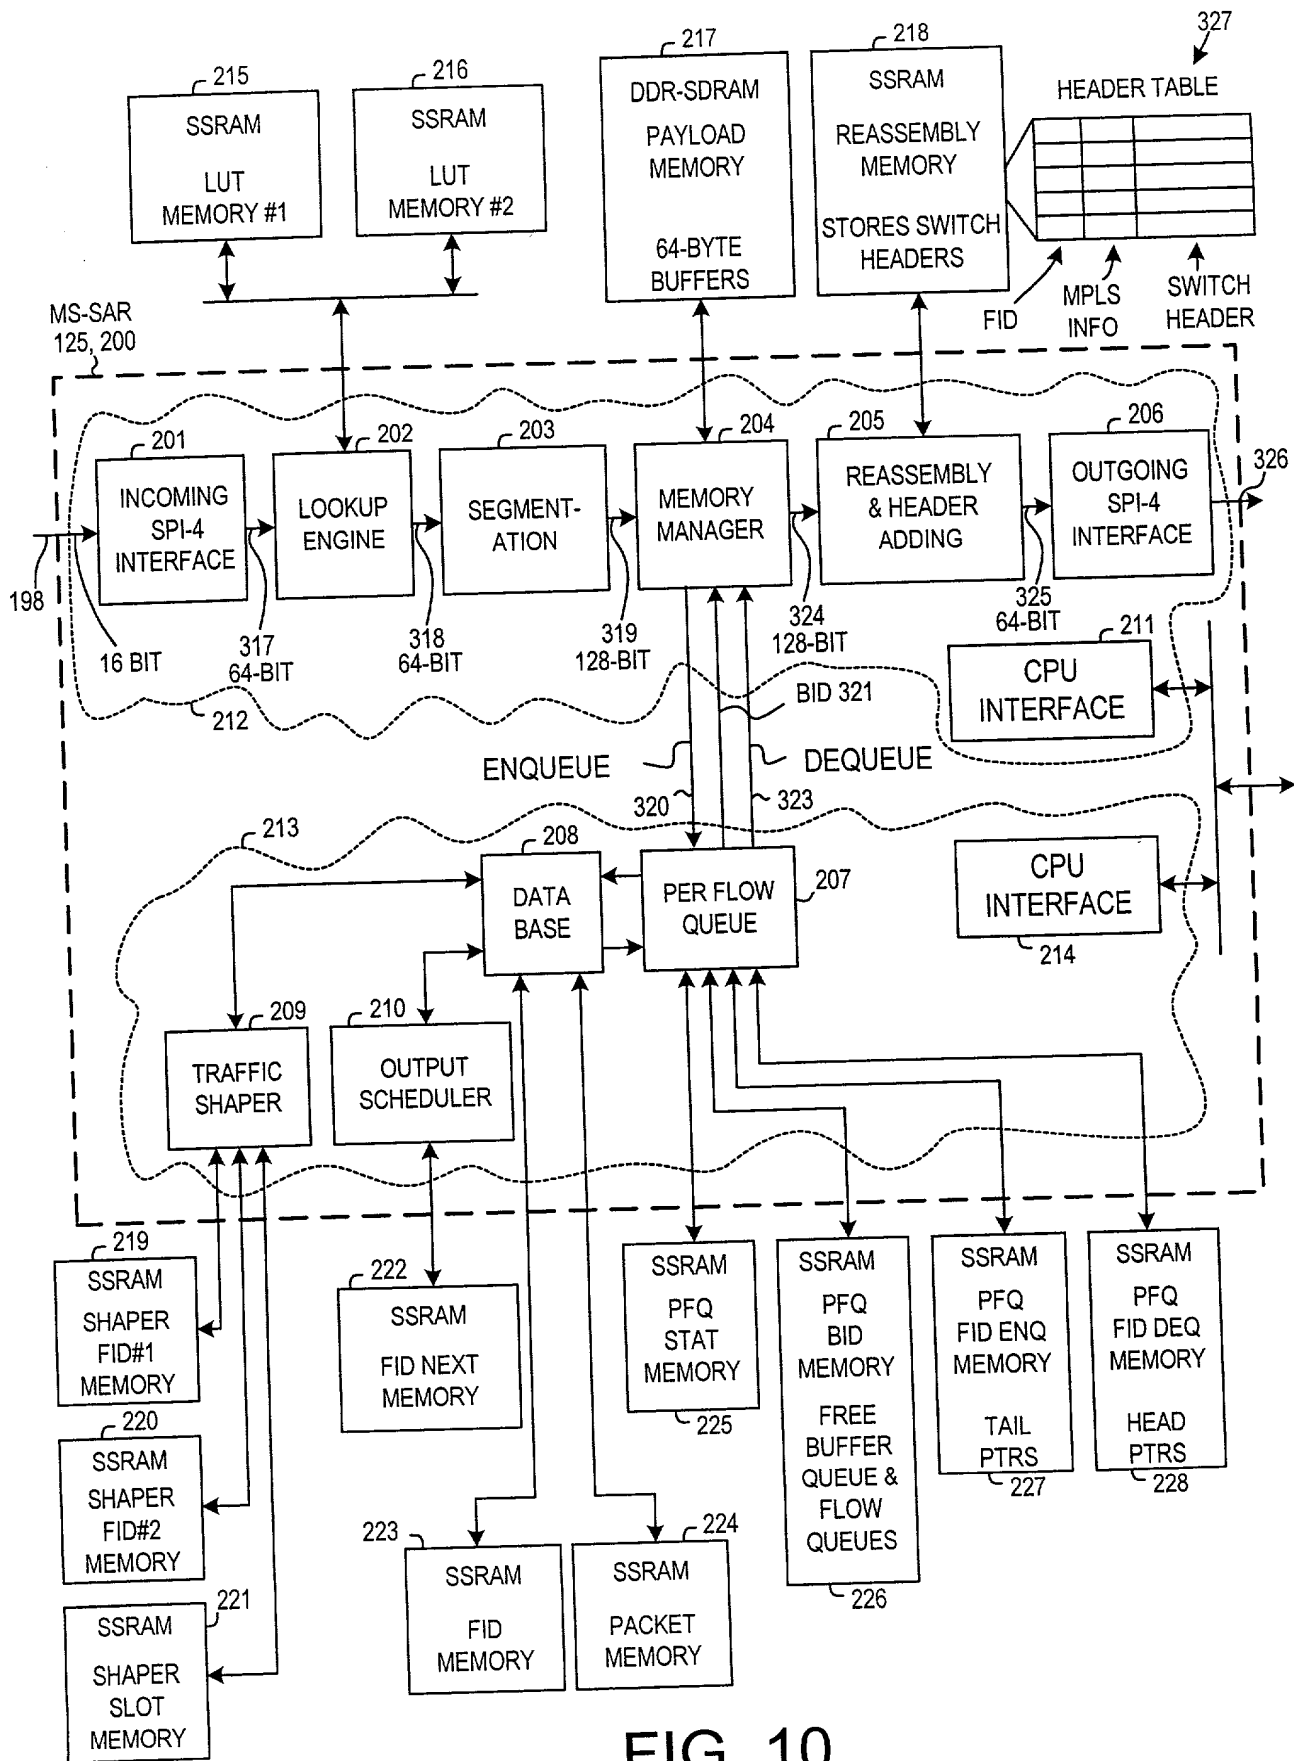 327
217
218
215
216
HEADER TABLE
SSRAM
LUT
MEMORY #1
SSRAM
LUT
MEMORY #2
DDR-SDRAM
PAYLOAD
MEMORY
64-BYTE
BUFFERS
SSRAM
REASSEMBLY
MEMORY
STORES SWITCH
HEADERS
FID
MPLS
INFO
SWITCH
HEADER
MS-SAR
125, 200
201
202
203
204
205
206
INCOMING
SPI-4
INTERFACE
LOOKUP
ENGINE
SEGMENT-
ATION
MEMORY
MANAGER
REASSEMBLY
& HEADER
ADDING
OUTGOING
SPI-4
INTERFACE
326
198
16 BIT
317
64-BIT
318
64-BIT
319
128-BIT
324
128-BIT
325
64-BIT
211
CPU
INTERFACE
212
BID 321
ENQUEUE
DEQUEUE
320
323
213
208
DATA
BASE
PER FLOW
QUEUE
207
CPU
INTERFACE
214
209
TRAFFIC
SHAPER
210
OUTPUT
SCHEDULER
219
SSRAM
SHAPER
FID#1
MEMORY
220
SSRAM
SHAPER
FID#2
MEMORY
221
SSRAM
SHAPER
SLOT
MEMORY
222
SSRAM
FID NEXT
MEMORY
223
SSRAM
FID
MEMORY
224
SSRAM
PACKET
MEMORY
SSRAM
PFQ
STAT
MEMORY
225
SSRAM
PFQ
BID
MEMORY
FREE
BUFFER
QUEUE &
FLOW
QUEUES
226
SSRAM
PFQ
FID ENQ
MEMORY
TAIL
PTRS
227
SSRAM
PFQ
FID DEQ
MEMORY
HEAD
PTRS
228
FIG. 10